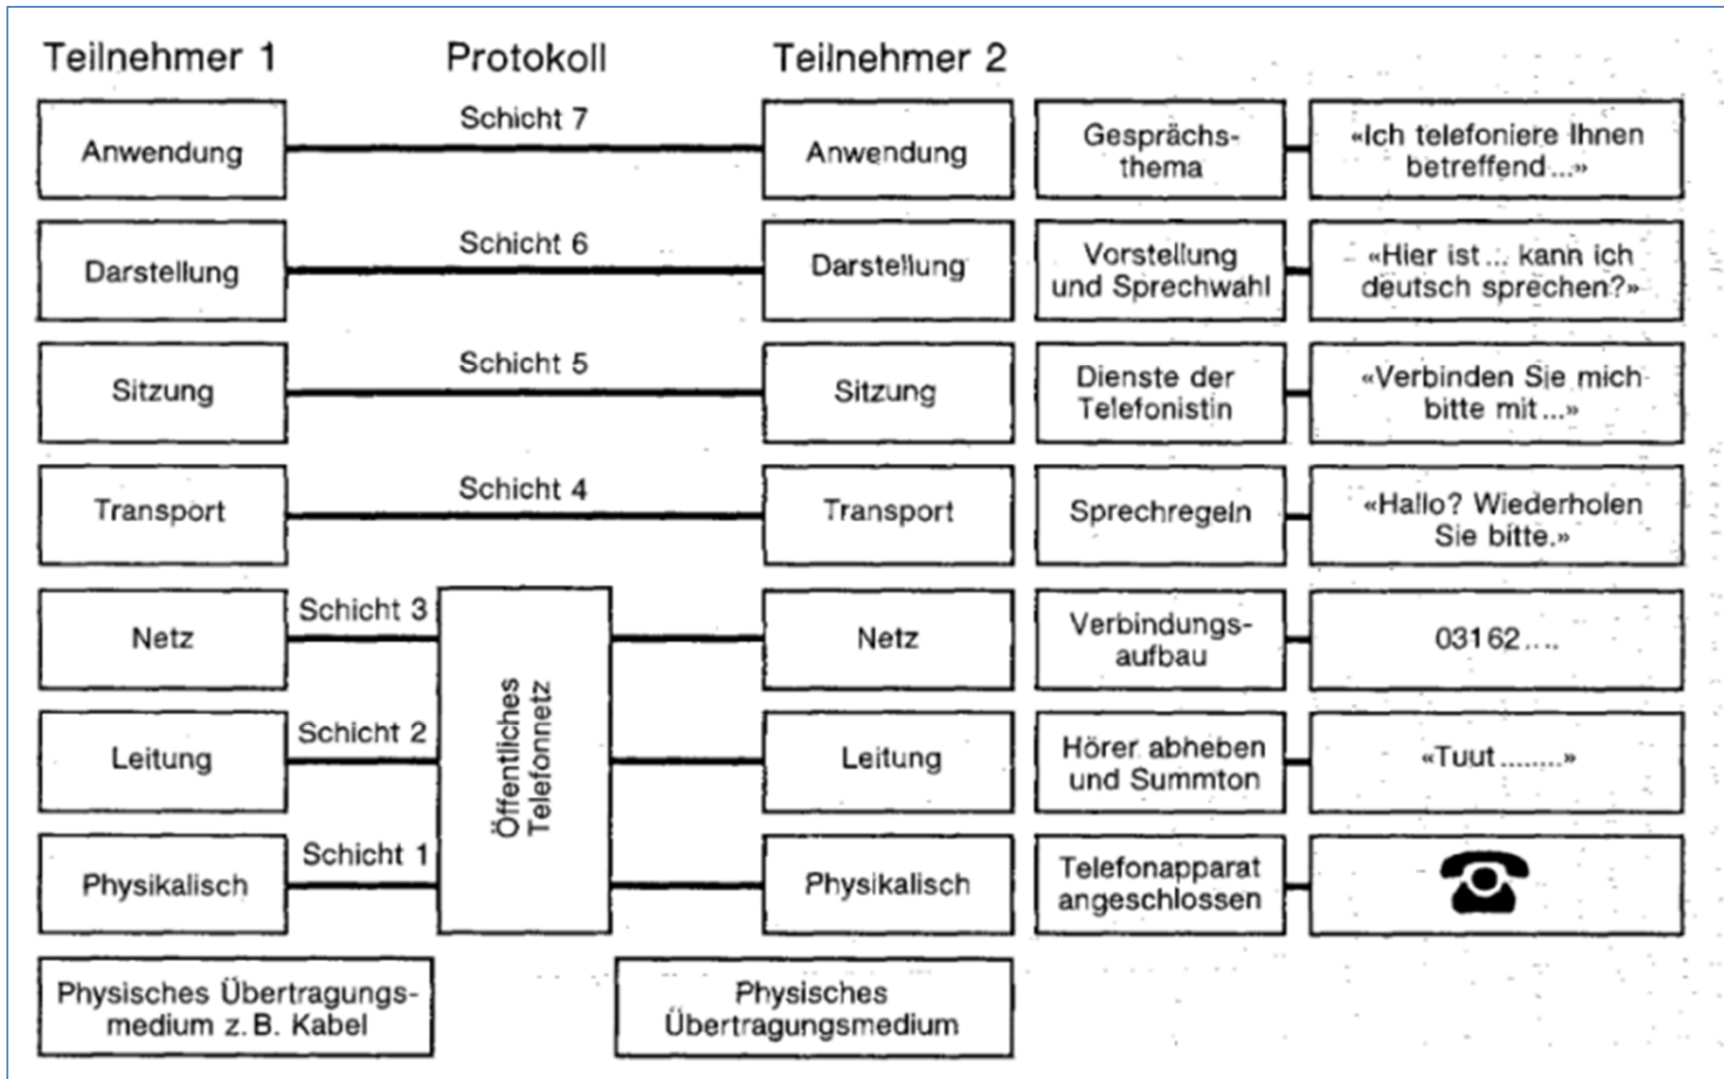 Teilnehmer 1
Protokoll
Teilnehmer 2
Anwendung
Schicht 7
Anwendung
Gesprächs-
thema
«Ich telefoniere Ihnen
betreffend...»
Darstellung
Schicht 6
Darstellung
Vorstellung
und Sprechwahl
«Hier ist... kann ich
deutsch sprechen?»
Sitzung
Schicht 5
Sitzung
Dienste der
Telefonistin
«Verbinden Sie mich
bitte mit...»
Transport
Schicht 4
Transport
Sprechregeln
«Hallo? Wiederholen
Sie bitte.»
Netz
Schicht 3
Netz
Verbindungs-
aufbau
03162....
Leitung
Schicht 2
Öffentliches
Telefonnetz
Leitung
Hörer abheben
und Summton
«Tuut........»
Physikalisch
Schicht 1
Physikalisch
Telefonapparat
angeschlossen
Physisches Übertragungs-
medium z.B. Kabel
Physisches
Übertragungsmedium